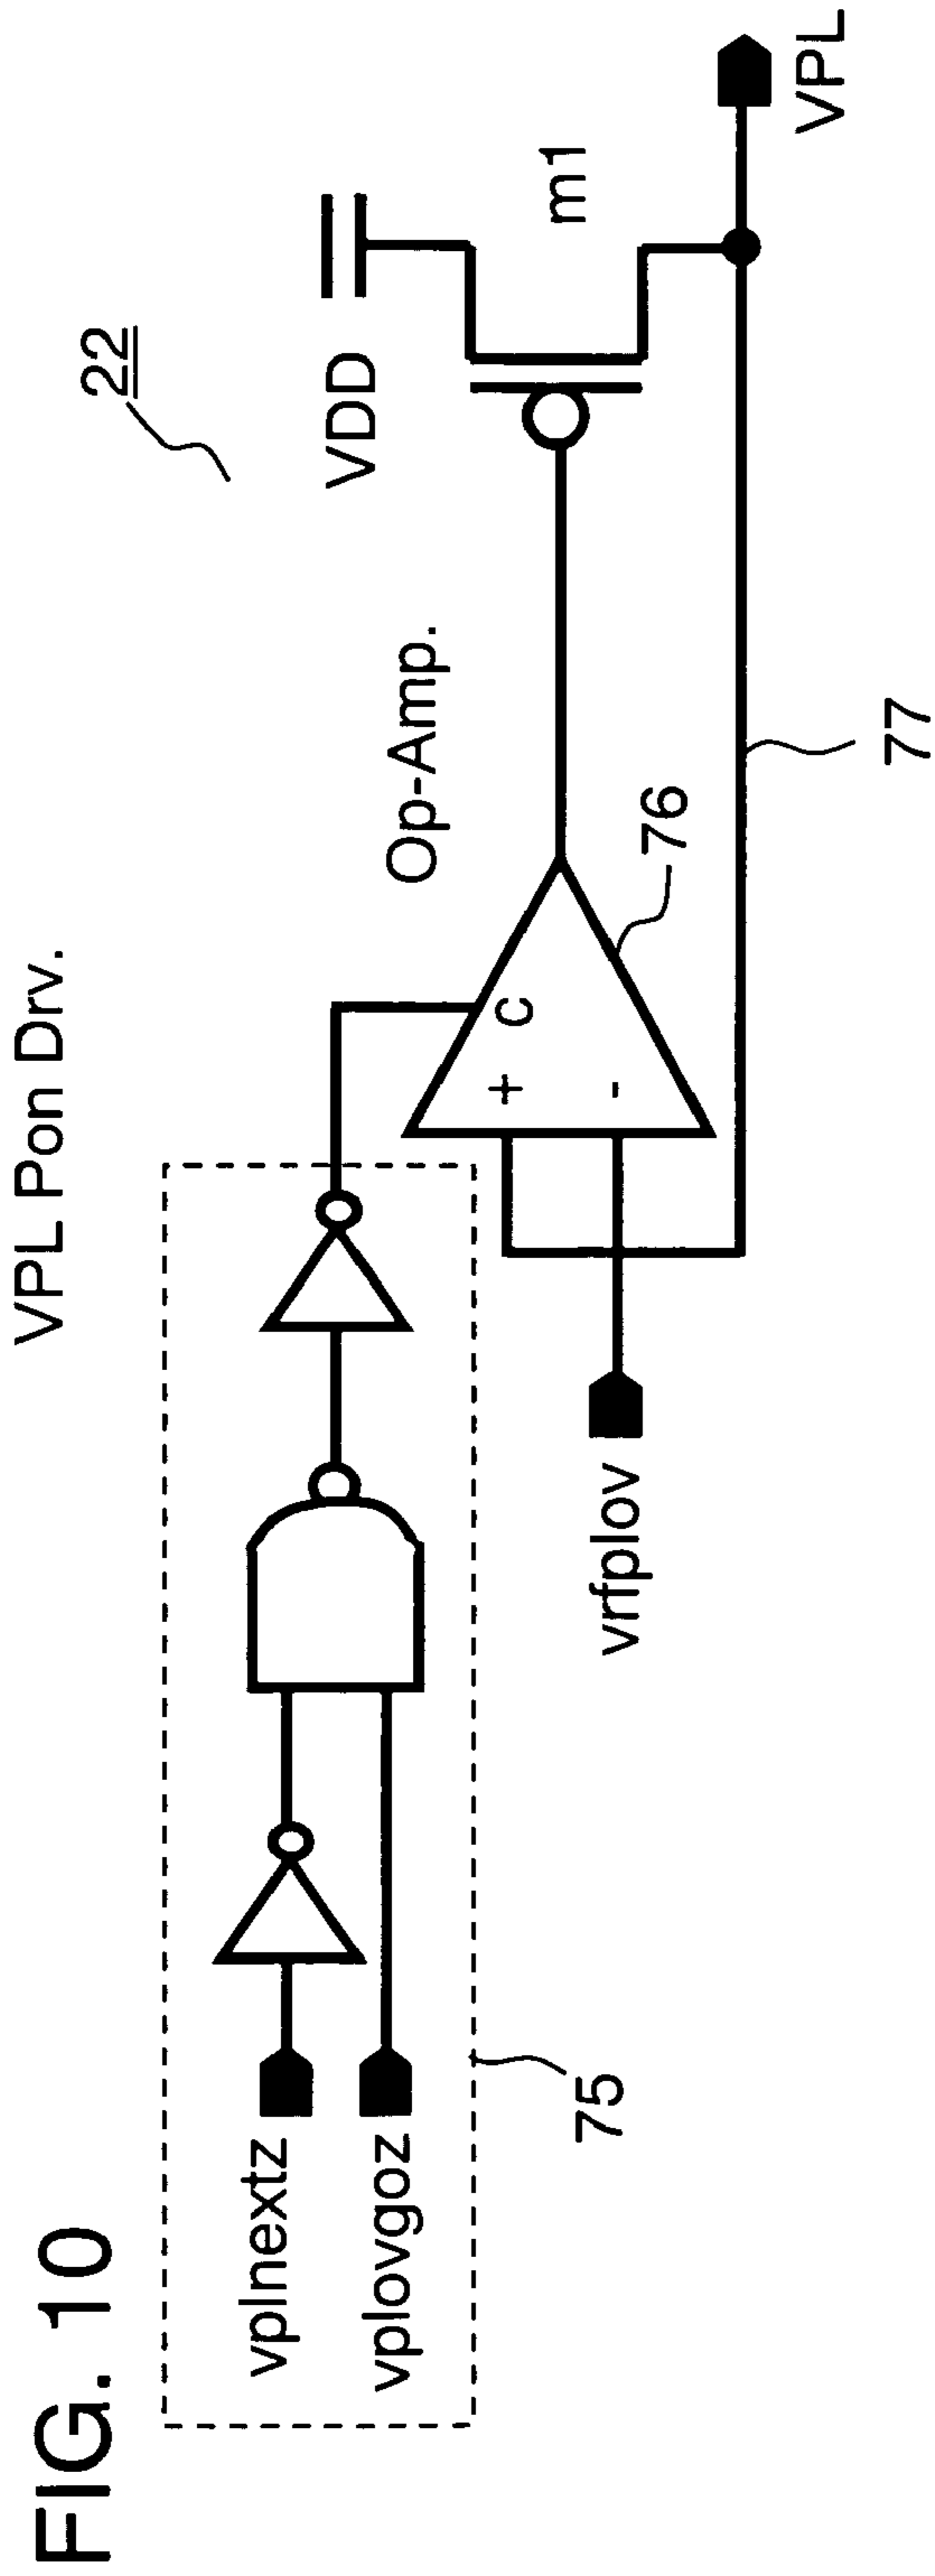 FIG. 10
VPL Pon Drv.
22
vplnextz
vplovgoz
75
Op-Amp.
VDD
m1
c
+
-
76
vrfplov
77
VPL